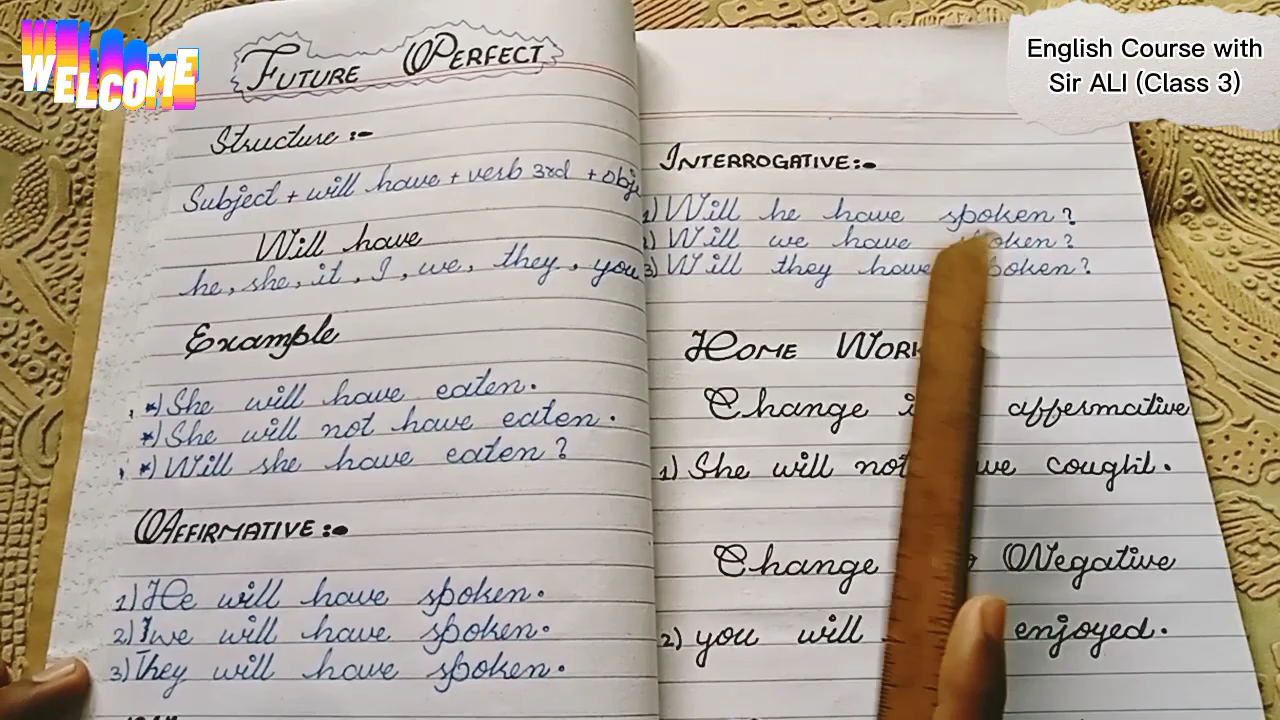 WELCOME
English Course with
Sir ALI (Class 3)
FUTURE PERFECT
Structure :-
Subject + will have + verb 3rd + obje
Will have
he, she, it, I, we, they, you
Example
*) She will have eaten.
*) She will not have eaten.
*) Will she have eaten?
AFFIRMATIVE :-
1) He will have spoken.
2) we will have spoken.
3) They will have spoken.
INTERROGATIVE :-
1) Will he have spoken?
2) Will we have spoken?
3) Will they have spoken?
HOME WORK
Change affermative
1) She will not cought.
Change Negative
2) you will enjoyed.